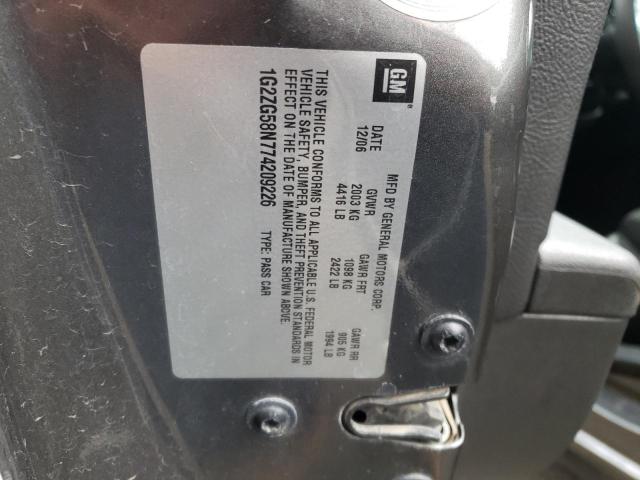 GM
MFD BY GENERAL MOTORS CORP.
DATE GVWR GAWR FRT GAWR RR
12/06 2003 KG 1098 KG 905 KG
4416 LB 2422 LB 1994 LB
THIS VEHICLE CONFORMS TO ALL APPLICABLE U.S. FEDERAL MOTOR
VEHICLE SAFETY, BUMPER, AND THEFT PREVENTION STANDARDS IN
EFFECT ON THE DATE OF MANUFACTURE SHOWN ABOVE.
1G2ZG58N774209226 TYPE: PASS CAR